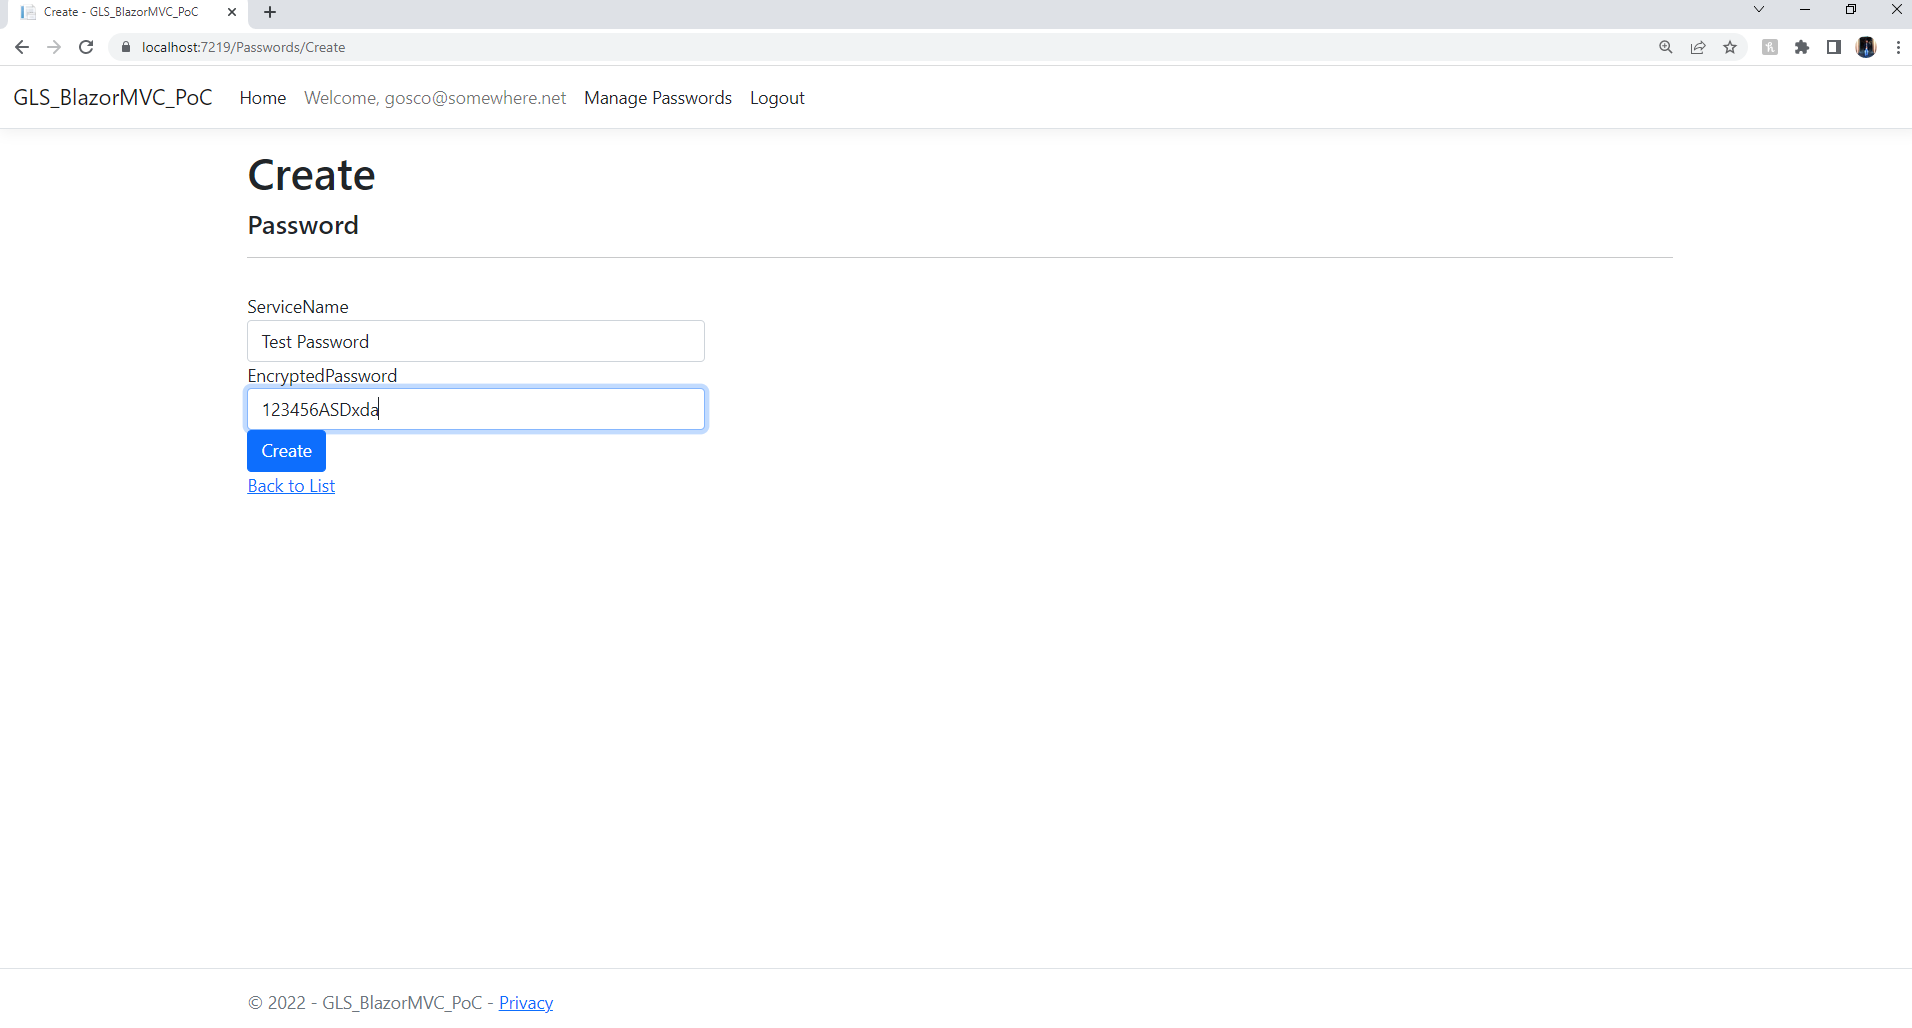 Create - GLS_BlazorMVC_PoC
localhost:7219/Passwords/Create
GLS_BlazorMVC_PoC Home Welcome, gosco@somewhere.net Manage Passwords Logout
Create
Password
ServiceName
Test Password
EncryptedPassword
123456ASDxda
Create
Back to List
© 2022 - GLS_BlazorMVC_PoC - Privacy